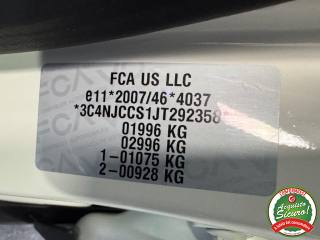 FCA US LLC
e11*2007/46*4037
*3C4NJCCS1JT292358*
01996 KG
02996 KG
1-01075 KG
2-00928 KG
Acquisto
Sicuro!